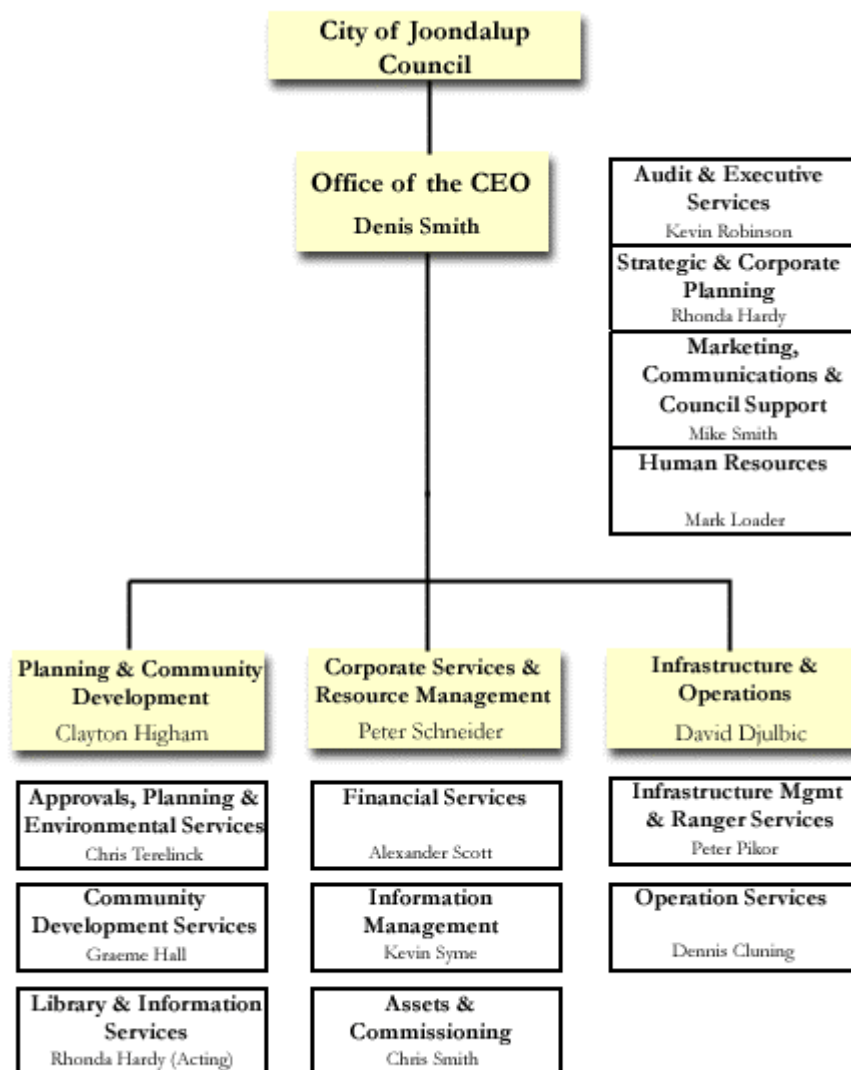 City of Joondalup
Council
Office of the CEO
Denis Smith
Audit & Executive
Services
Kevin Robinson
Strategic & Corporate
Planning
Rhonda Hardy
Marketing,
Communications &
Council Support
Mike Smith
Human Resources
Mark Loader
Planning & Community
Development
Clayton Higham
Corporate Services &
Resource Management
Peter Schneider
Infrastructure &
Operations
David Djulbic
Approvals, Planning &
Environmental Services
Chris Terelinck
Financial Services
Alexander Scott
Infrastructure Mgmt
& Ranger Services
Peter Pikor
Community
Development Services
Graeme Hall
Information
Management
Kevin Syme
Operation Services
Dennis Cluning
Library & Information
Services
Rhonda Hardy (Acting)
Assets &
Commissioning
Chris Smith